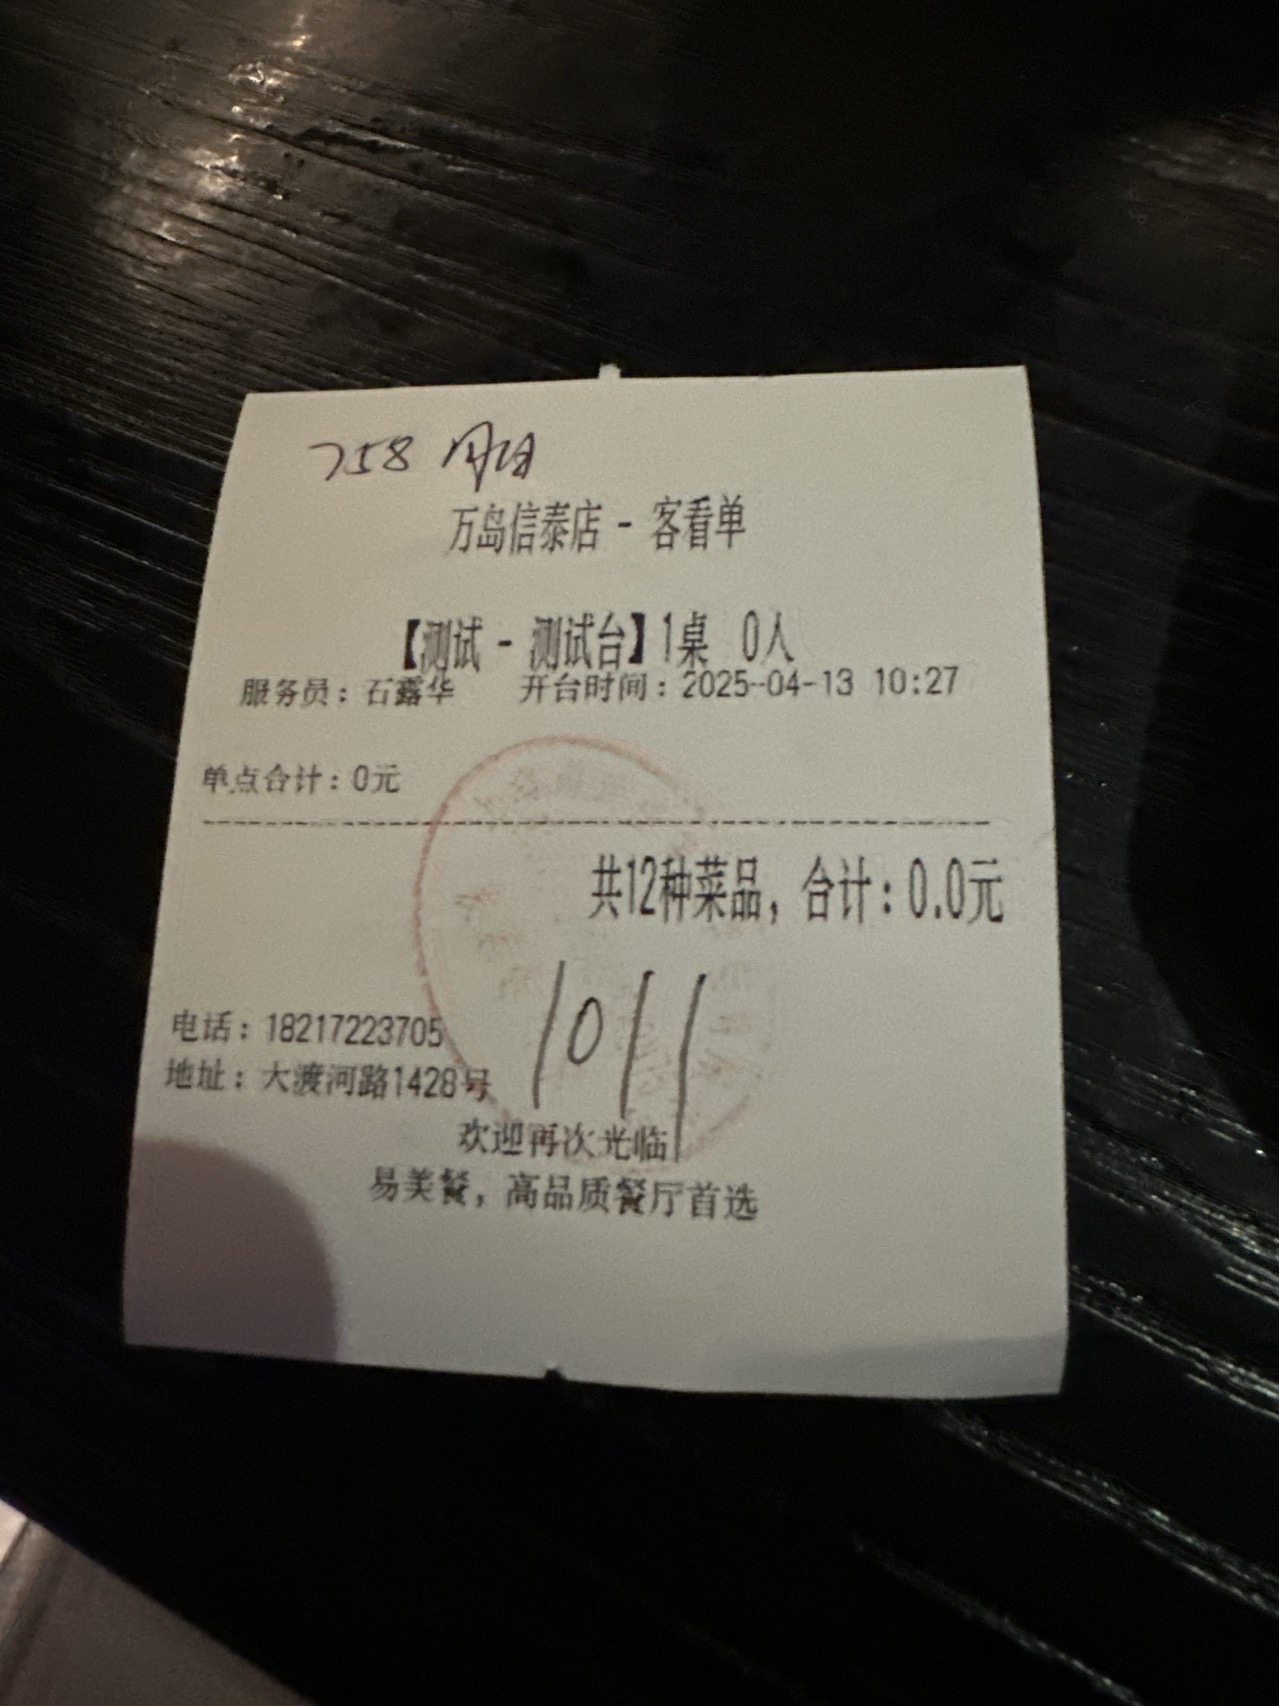 758
万岛信泰店 - 客看单
【测试 - 测试台】1桌 0人
服务员：石露华 开台时间：2025-04-13 10:27
单点合计：0元
共12种菜品，合计：0.0元
1011
电话：18217223705
地址：大渡河路1428号
欢迎再次光临
易美餐，高品质餐厅首选